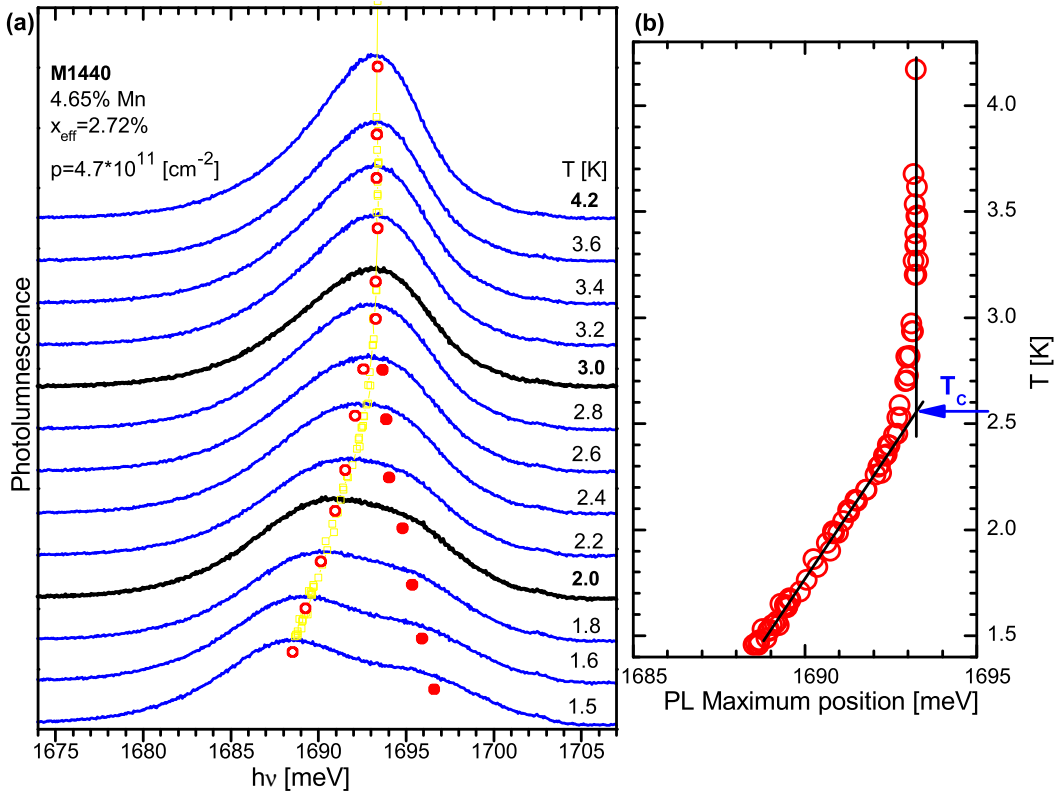 (a)
M1440
4.65% Mn
x_eff=2.72%
p=4.7*10^11 [cm^-2]
T [K]
4.2
3.6
3.4
3.2
3.0
2.8
2.6
2.4
2.2
2.0
1.8
1.6
1.5
Photolumnescence
1675 1680 1685 1690 1695 1700 1705
hν [meV]
(b)
4.0
3.5
3.0
2.5
2.0
1.5
T [K]
T_C
1685 1690 1695
PL Maximum position [meV]